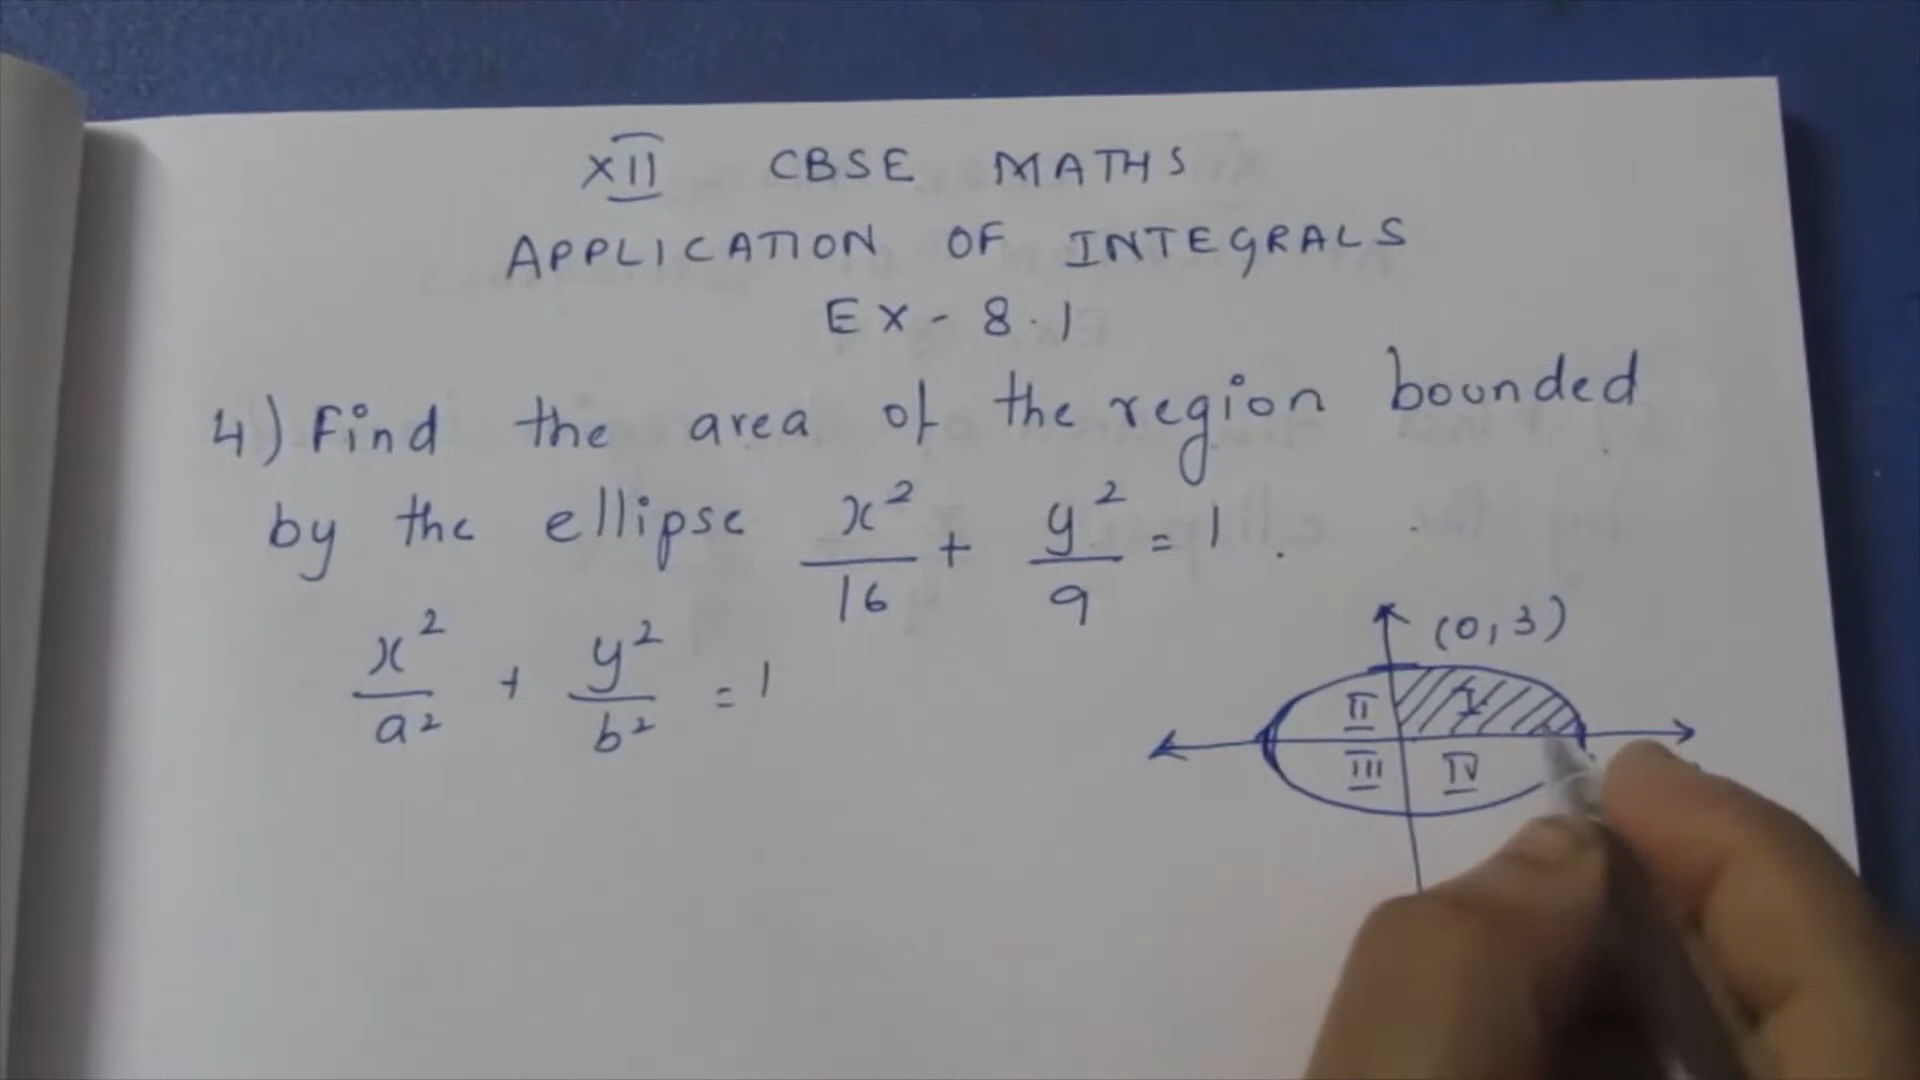 XII CBSE MATHS
APPLICATION OF INTEGRALS
EX - 8.1
4) Find the area of the region bounded
by the ellipse x²/16 + y²/9 = 1.
x²/a² + y²/b² = 1
(0,3)
II I
III IV